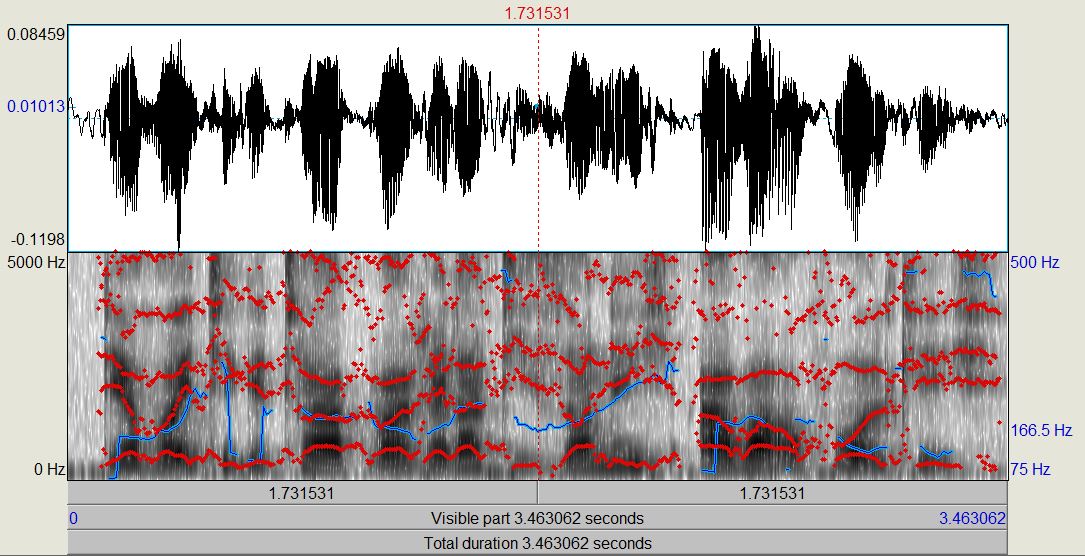 1.731531
0.08459
0.01013
-0.1198
5000 Hz 500 Hz
166.5 Hz
0 Hz 75 Hz
1.731531 1.731531
0 Visible part 3.463062 seconds 3.463062
Total duration 3.463062 seconds